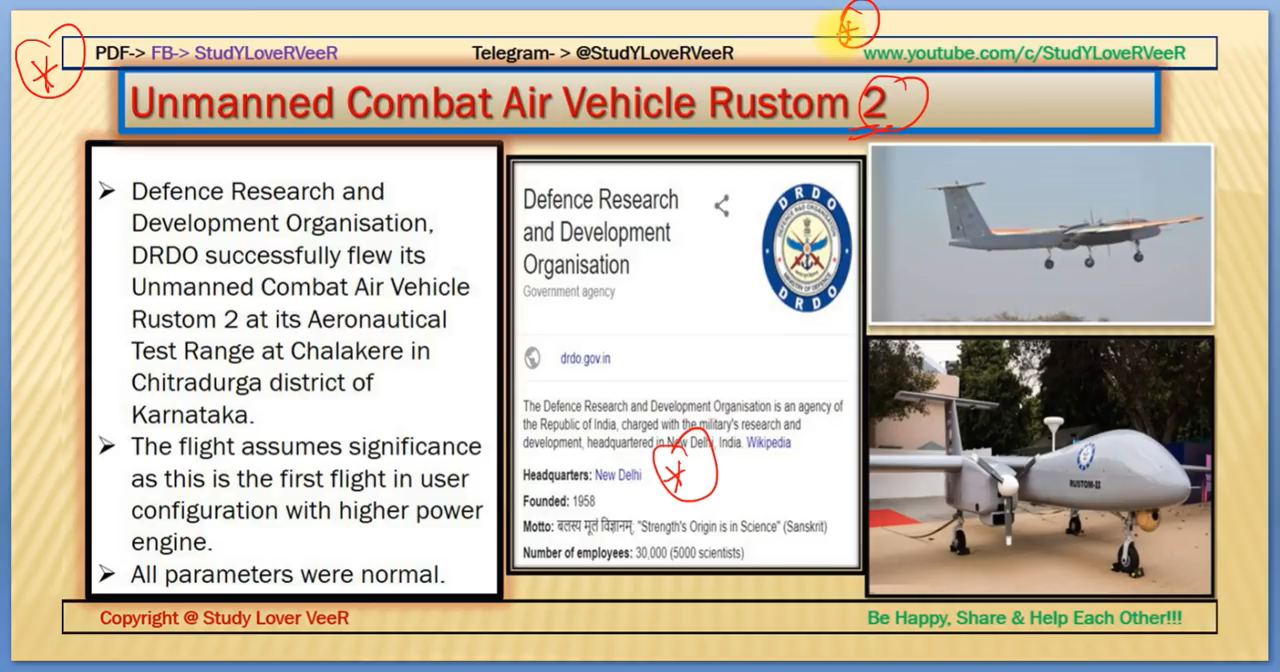 PDF-> FB-> StudYLoveRVeeR
Telegram- > @StudYLoveRVeeR
www.youtube.com/c/StudYLoveRVeeR
Unmanned Combat Air Vehicle Rustom 2
Defence Research and
Development Organisation,
DRDO successfully flew its
Unmanned Combat Air Vehicle
Rustom 2 at its Aeronautical
Test Range at Chalakere in
Chitradurga district of
Karnataka.
The flight assumes significance
as this is the first flight in user
configuration with higher power
engine.
All parameters were normal.
Defence Research
and Development
Organisation
Government agency
DRDO
DRDO
drdo.gov.in
The Defence Research and Development Organisation is an agency of
the Republic of India, charged with the military's research and
development, headquartered in New Delhi, India. Wikipedia
Headquarters: New Delhi
Founded: 1958
Motto: बलस्य मूलं विज्ञानम्; "Strength's Origin is in Science" (Sanskrit)
Number of employees: 30,000 (5000 scientists)
RUSTOM-II
Copyright @ Study Lover VeeR
Be Happy, Share & Help Each Other!!!